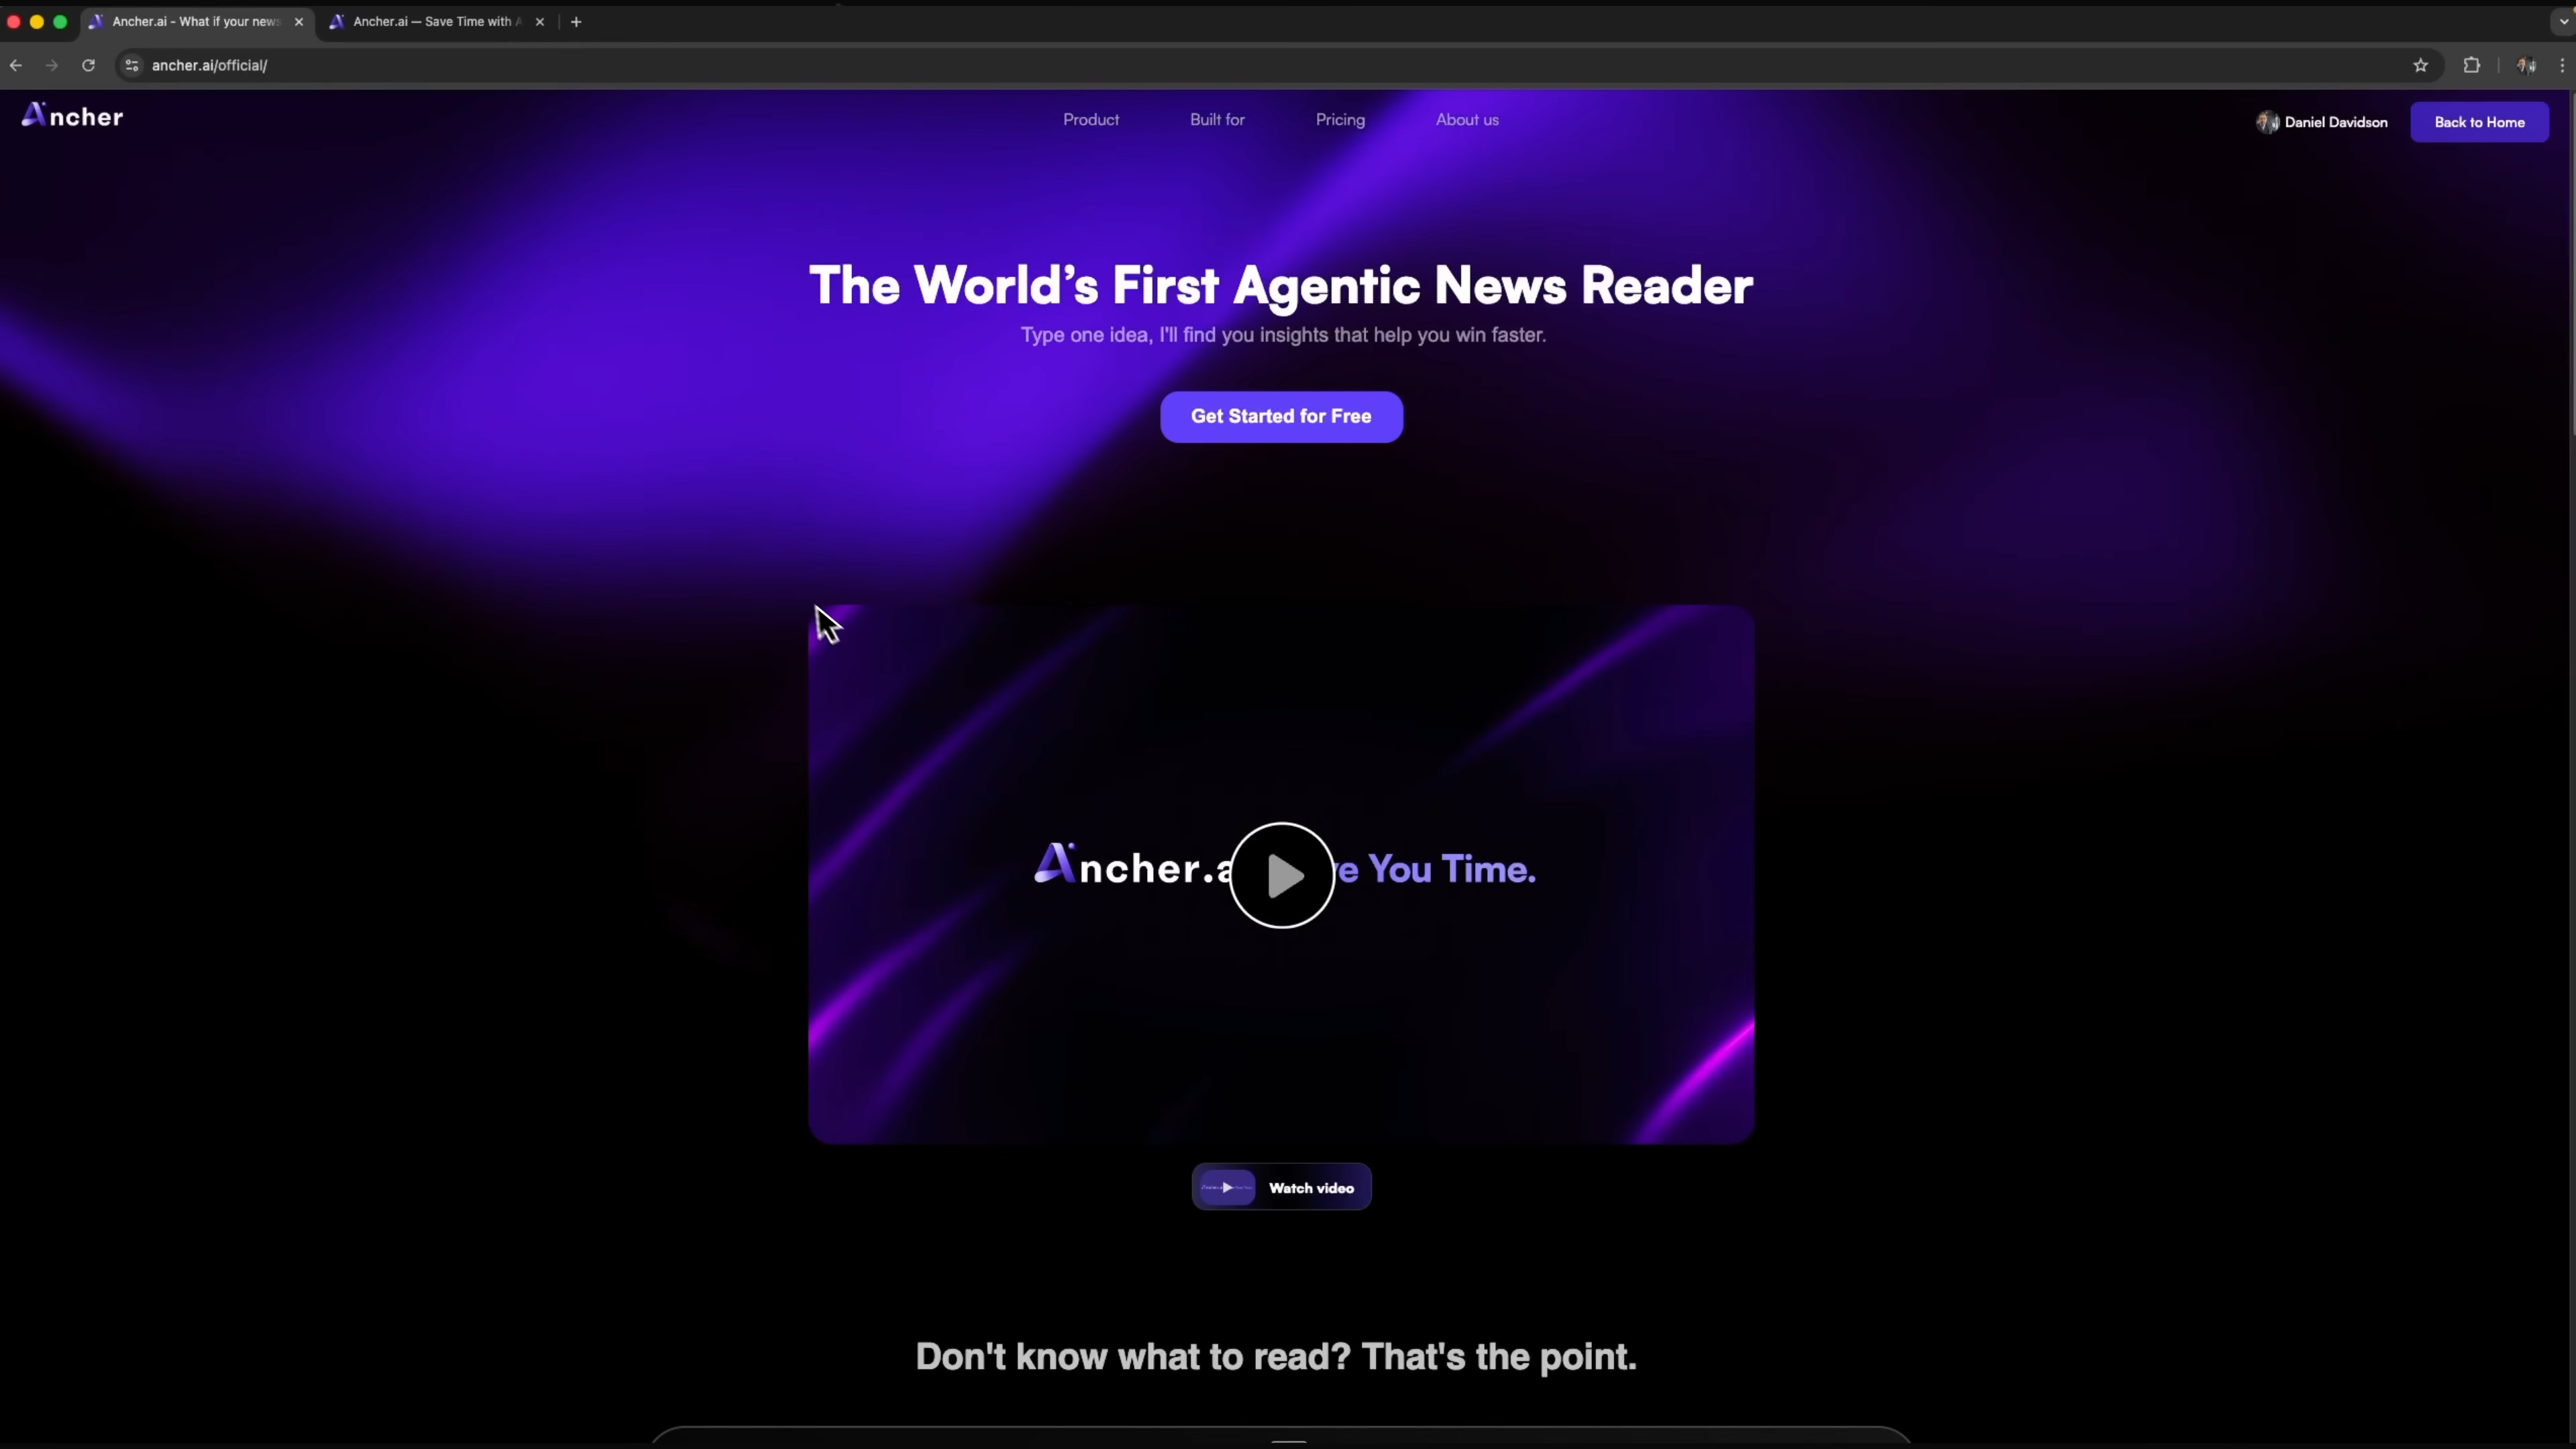 Ancher.ai - What if your news
Ancher.ai — Save Time with A
ancher.ai/official/
Ancher
Product
Built for
Pricing
About us
Daniel Davidson
Back to Home
The World’s First Agentic News Reader
Type one idea, I'll find you insights that help you win faster.
Get Started for Free
Ancher.a e You Time.
Watch video
Don't know what to read? That's the point.